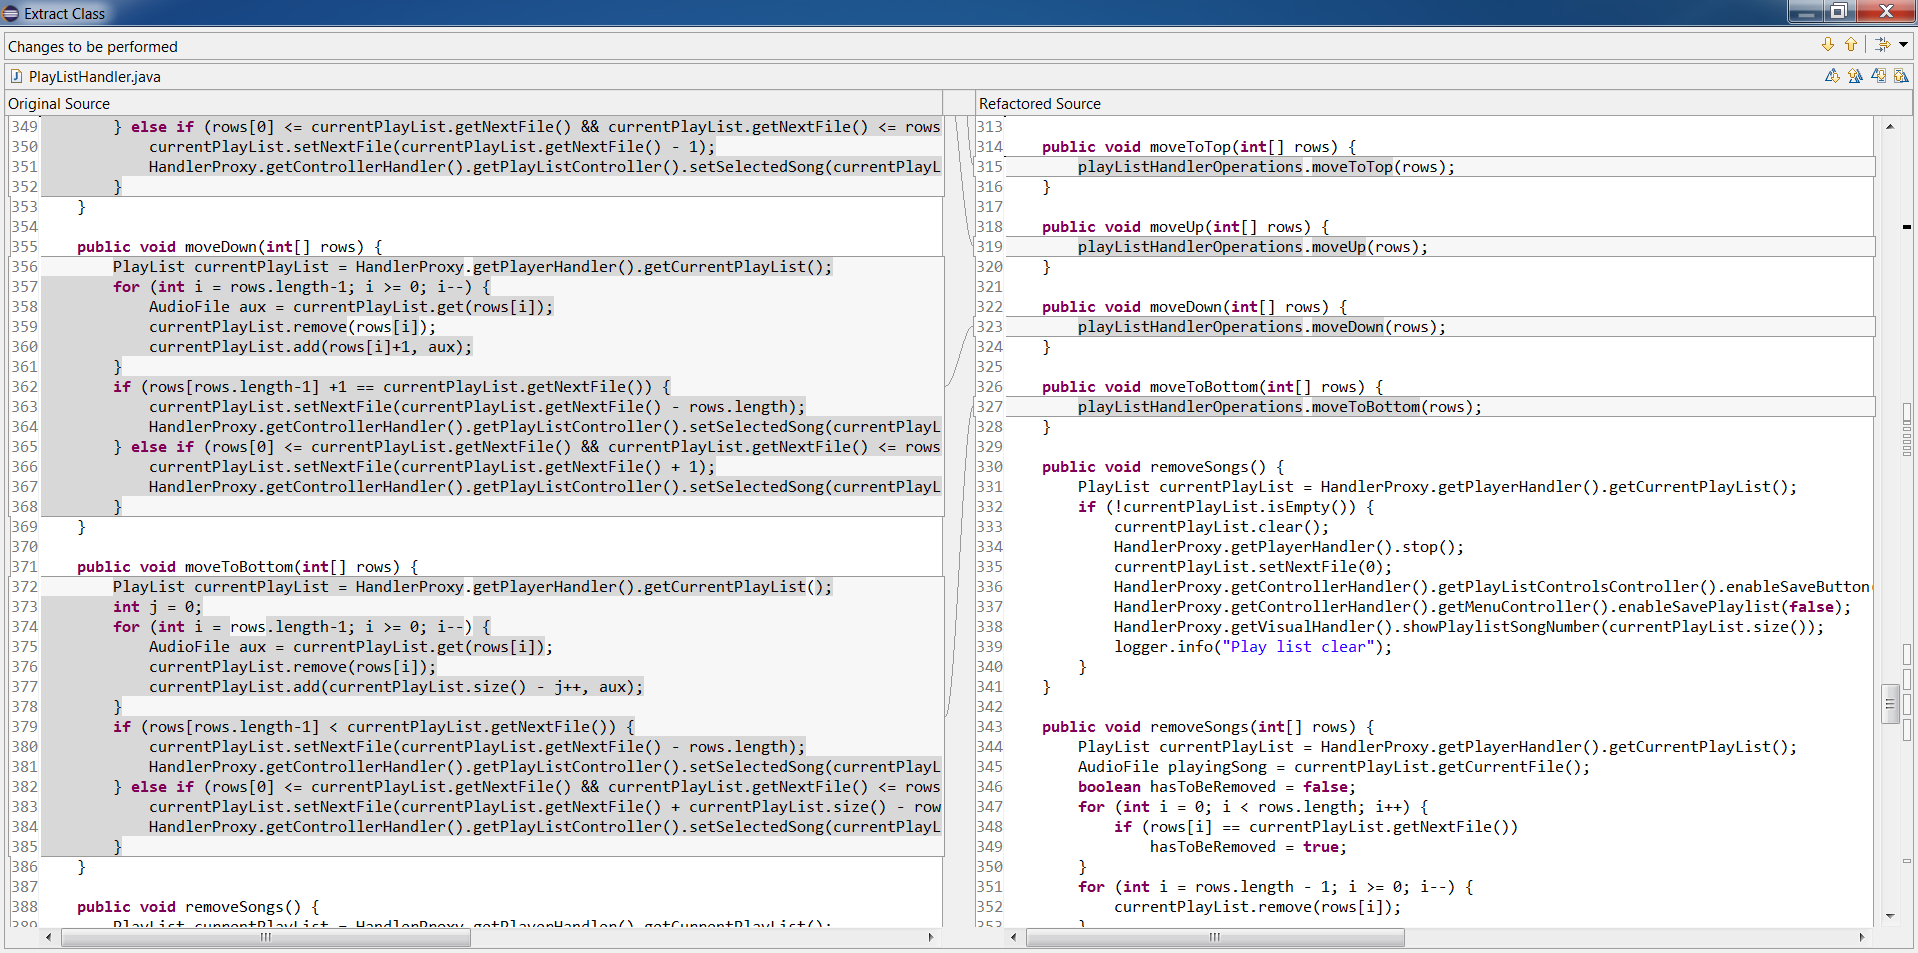 Extract Class
Changes to be performed
PlayListHandler.java
Original Source
349 } else if (rows[0] <= currentPlayList.getNextFile() && currentPlayList.getNextFile() <= rows
350 currentPlayList.setNextFile(currentPlayList.getNextFile() - 1);
351 HandlerProxy.getControllerHandler().getPlayListController().setSelectedSong(currentPlayL
352 }
353 }
354
355 public void moveDown(int[] rows) {
356 PlayList currentPlayList = HandlerProxy.getPlayerHandler().getCurrentPlayList();
357 for (int i = rows.length-1; i >= 0; i--) {
358 AudioFile aux = currentPlayList.get(rows[i]);
359 currentPlayList.remove(rows[i]);
360 currentPlayList.add(rows[i]+1, aux);
361 }
362 if (rows[rows.length-1] +1 == currentPlayList.getNextFile()) {
363 currentPlayList.setNextFile(currentPlayList.getNextFile() - rows.length);
364 HandlerProxy.getControllerHandler().getPlayListController().setSelectedSong(currentPlayL
365 } else if (rows[0] <= currentPlayList.getNextFile() && currentPlayList.getNextFile() <= rows
366 currentPlayList.setNextFile(currentPlayList.getNextFile() + 1);
367 HandlerProxy.getControllerHandler().getPlayListController().setSelectedSong(currentPlayL
368 }
369 }
370
371 public void moveToBottom(int[] rows) {
372 PlayList currentPlayList = HandlerProxy.getPlayerHandler().getCurrentPlayList();
373 int j = 0;
374 for (int i = rows.length-1; i >= 0; i--) {
375 AudioFile aux = currentPlayList.get(rows[i]);
376 currentPlayList.remove(rows[i]);
377 currentPlayList.add(currentPlayList.size() - j++, aux);
378 }
379 if (rows[rows.length-1] < currentPlayList.getNextFile()) {
380 currentPlayList.setNextFile(currentPlayList.getNextFile() - rows.length);
381 HandlerProxy.getControllerHandler().getPlayListController().setSelectedSong(currentPlayL
382 } else if (rows[0] <= currentPlayList.getNextFile() && currentPlayList.getNextFile() <= rows
383 currentPlayList.setNextFile(currentPlayList.getNextFile() + currentPlayList.size() - row
384 HandlerProxy.getControllerHandler().getPlayListController().setSelectedSong(currentPlayL
385 }
386 }
387
388 public void removeSongs() {
389 PlayList currentPlayList = HandlerProxy.getPlayerHandler().getCurrentPlayList();
Refactored Source
313
314 public void moveToTop(int[] rows) {
315 playListHandlerOperations.moveToTop(rows);
316 }
317
318 public void moveUp(int[] rows) {
319 playListHandlerOperations.moveUp(rows);
320 }
321
322 public void moveDown(int[] rows) {
323 playListHandlerOperations.moveDown(rows);
324 }
325
326 public void moveToBottom(int[] rows) {
327 playListHandlerOperations.moveToBottom(rows);
328 }
329
330 public void removeSongs() {
331 PlayList currentPlayList = HandlerProxy.getPlayerHandler().getCurrentPlayList();
332 if (!currentPlayList.isEmpty()) {
333 currentPlayList.clear();
334 HandlerProxy.getPlayerHandler().stop();
335 currentPlayList.setNextFile(0);
336 HandlerProxy.getControllerHandler().getPlayListControlsController().enableSaveButton(
337 HandlerProxy.getControllerHandler().getMenuController().enableSavePlaylist(false);
338 HandlerProxy.getVisualHandler().showPlaylistSongNumber(currentPlayList.size());
339 logger.info("Play list clear");
340 }
341 }
342
343 public void removeSongs(int[] rows) {
344 PlayList currentPlayList = HandlerProxy.getPlayerHandler().getCurrentPlayList();
345 AudioFile playingSong = currentPlayList.getCurrentFile();
346 boolean hasToBeRemoved = false;
347 for (int i = 0; i < rows.length; i++) {
348 if (rows[i] == currentPlayList.getNextFile())
349 hasToBeRemoved = true;
350 }
351 for (int i = rows.length - 1; i >= 0; i--) {
352 currentPlayList.remove(rows[i]);
353 }